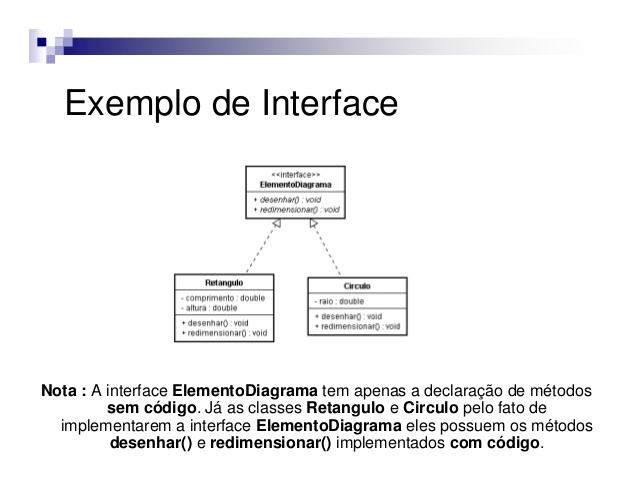 Exemplo de Interface
<<interface>>
ElementoDiagrama
+ desenhar() : void
+ redimensionar() : void
Retangulo
- comprimento : double
- altura : double
+ desenhar() : void
+ redimensionar() : void
Circulo
- raio : double
+ desenhar() : void
+ redimensionar() : void
Nota : A interface ElementoDiagrama tem apenas a declaração de métodos
sem código. Já as classes Retangulo e Circulo pelo fato de
implementarem a interface ElementoDiagrama eles possuem os métodos
desenhar() e redimensionar() implementados com código.